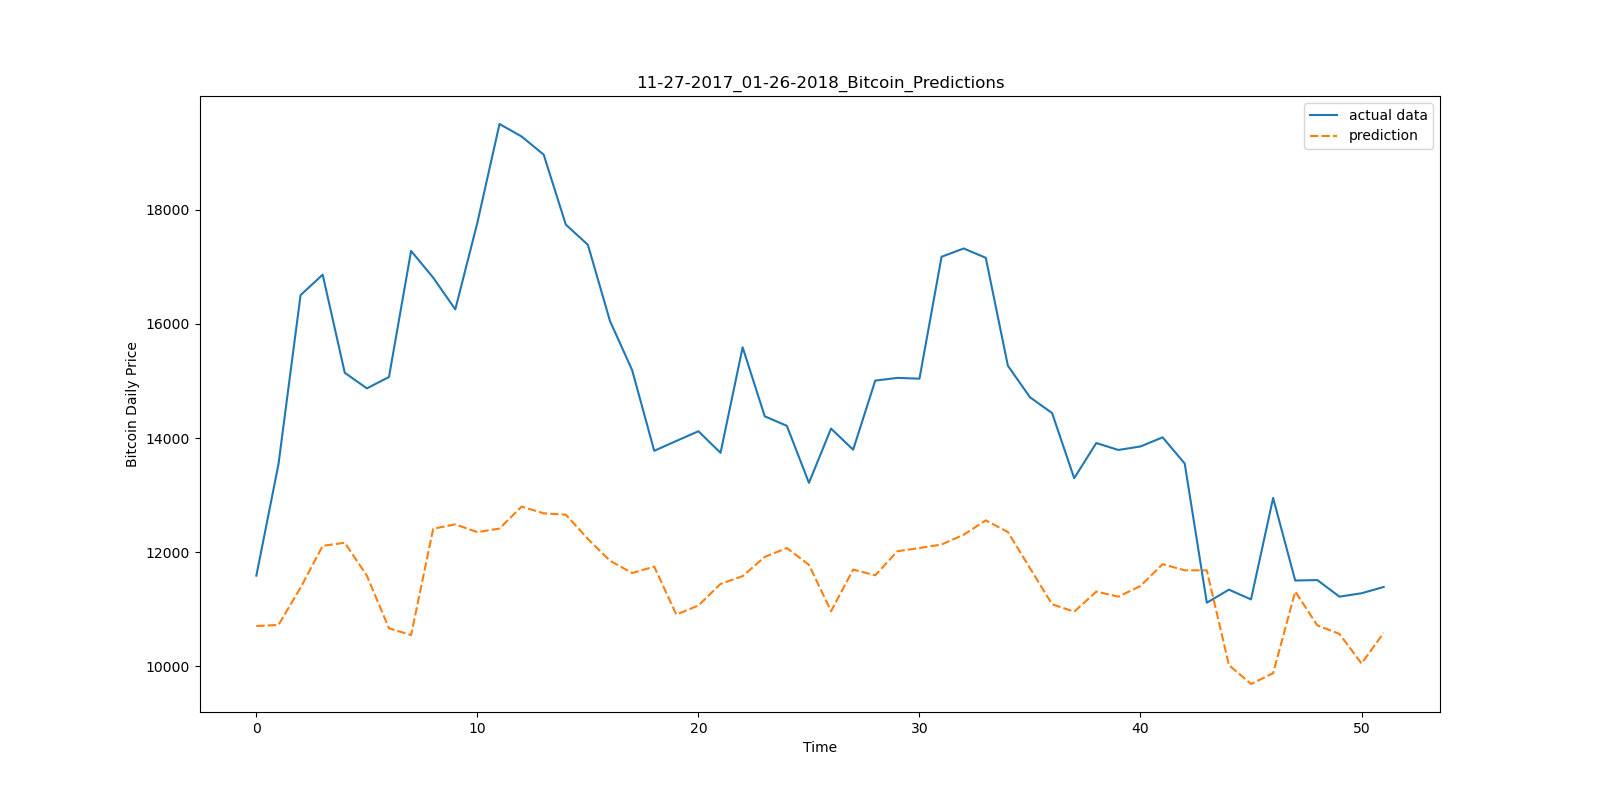 11-27-2017_01-26-2018_Bitcoin_Predictions
actual data
prediction
18000
16000
14000
12000
10000
Bitcoin Daily Price
0 10 20 30 40 50
Time